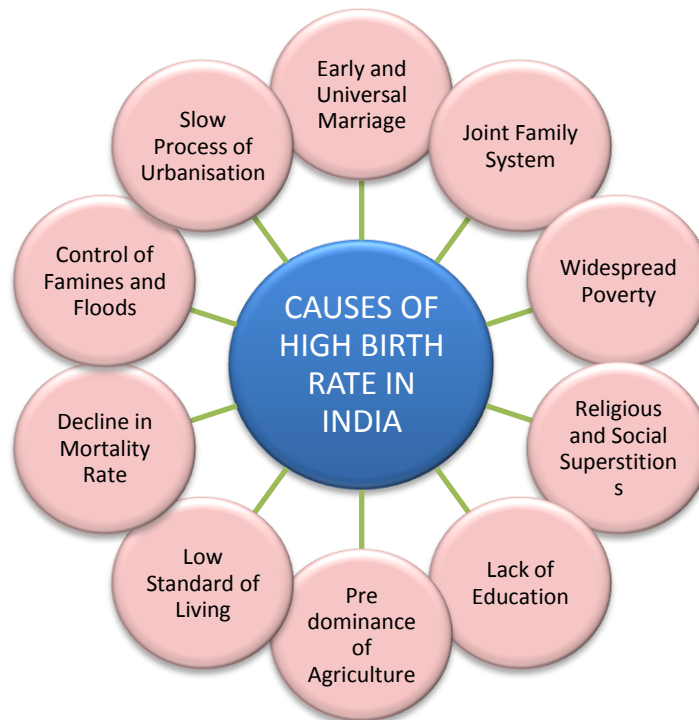 Early and
Universal
Marriage
Joint Family
System
Widespread
Poverty
Religious
and Social
Superstition
s
Lack of
Education
Pre
dominance
of
Agriculture
Low
Standard of
Living
Decline in
Mortality
Rate
Control of
Famines and
Floods
Slow
Process of
Urbanisation
CAUSES OF
HIGH BIRTH
RATE IN
INDIA